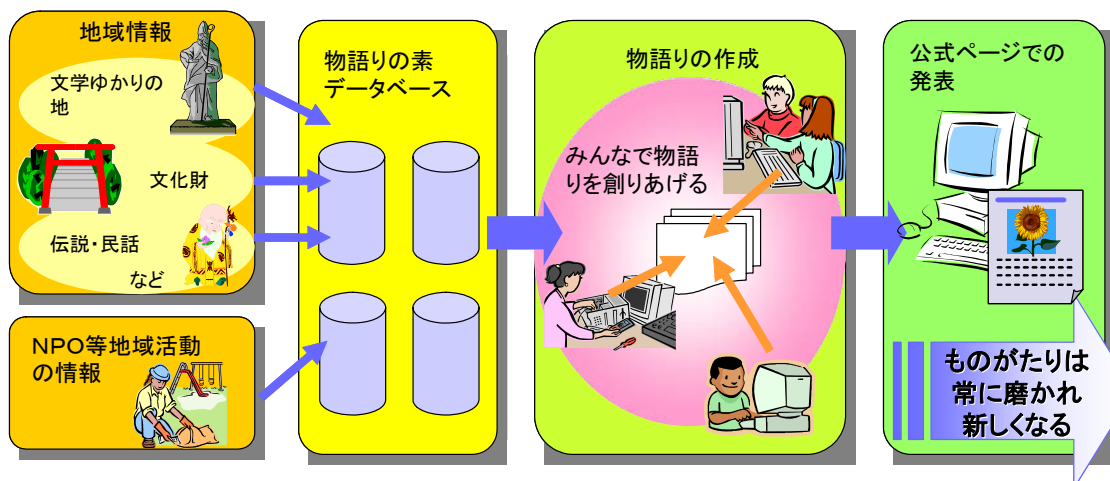 地域情報
文学ゆかりの
地
文化財
伝説・民話
など
NPO等地域活動
の情報
物語りの素
データベース
物語りの作成
みんなで物語
りを創りあげる
公式ページでの
発表
ものがたりは
常に磨かれ
新しくなる